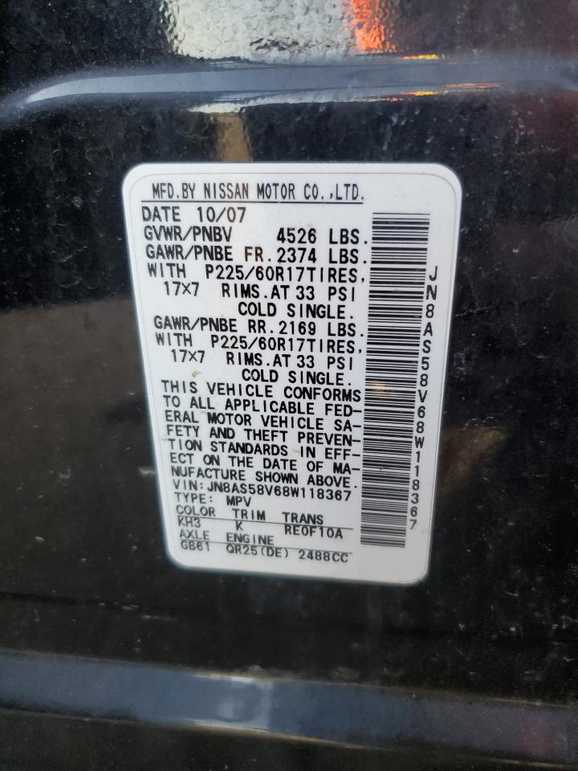 MFD.BY NISSAN MOTOR CO.,LTD.
DATE 10/07
GVWR/PNBV 4526 LBS.
GAWR/PNBE FR. 2374 LBS.
WITH P225/60R17TIRES,
17×7 RIMS.AT 33 PSI
COLD SINGLE.
GAWR/PNBE RR. 2169 LBS.
WITH P225/60R17TIRES,
17×7 RIMS.AT 33 PSI
COLD SINGLE.
THIS VEHICLE CONFORMS
TO ALL APPLICABLE FED-
ERAL MOTOR VEHICLE SA-
FETY AND THEFT PREVEN-
TION STANDARDS IN EFF-
ECT ON THE DATE OF MA-
NUFACTURE SHOWN ABOVE.
VIN: JN8AS58V68W118367
TYPE: MPV
COLOR TRIM TRANS
KH3 K RE0F10A
AXLE ENGINE
GB61 QR25(DE) 2488CC
JN8AS58V68W118367